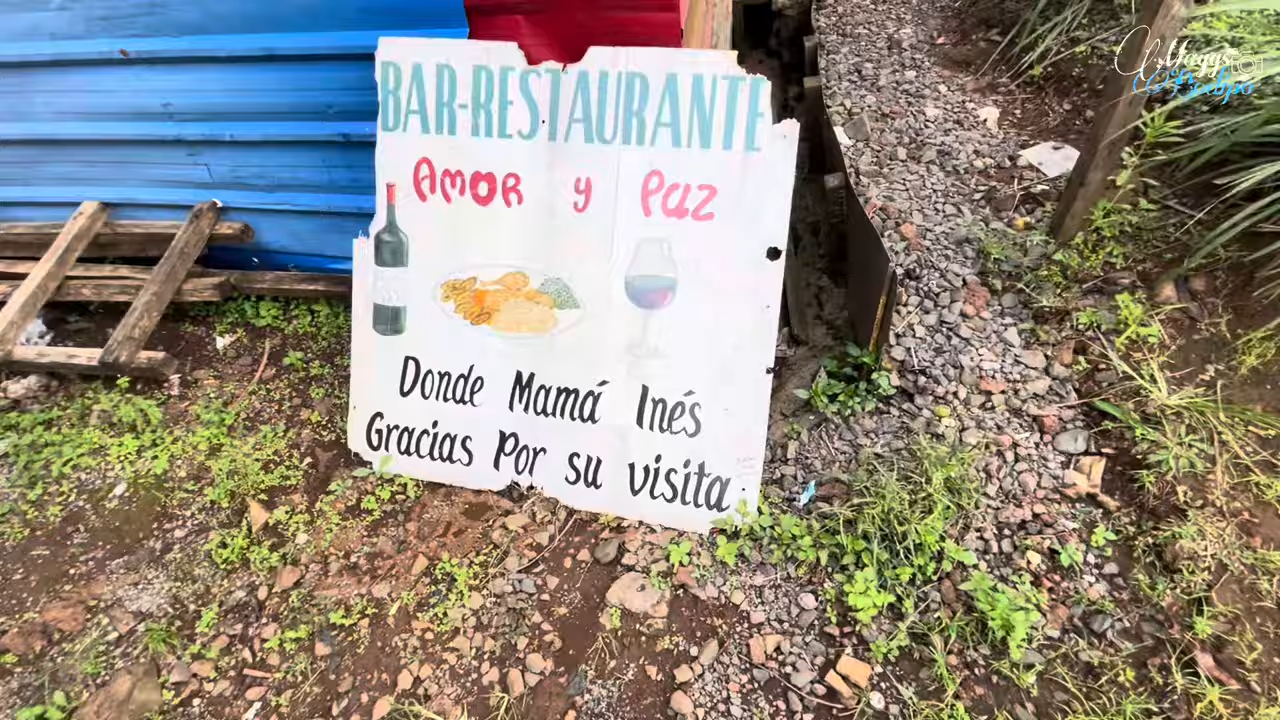 BAR-RESTAURANTE
Amor y Paz
Donde Mamá Inés
Gracias Por su visita